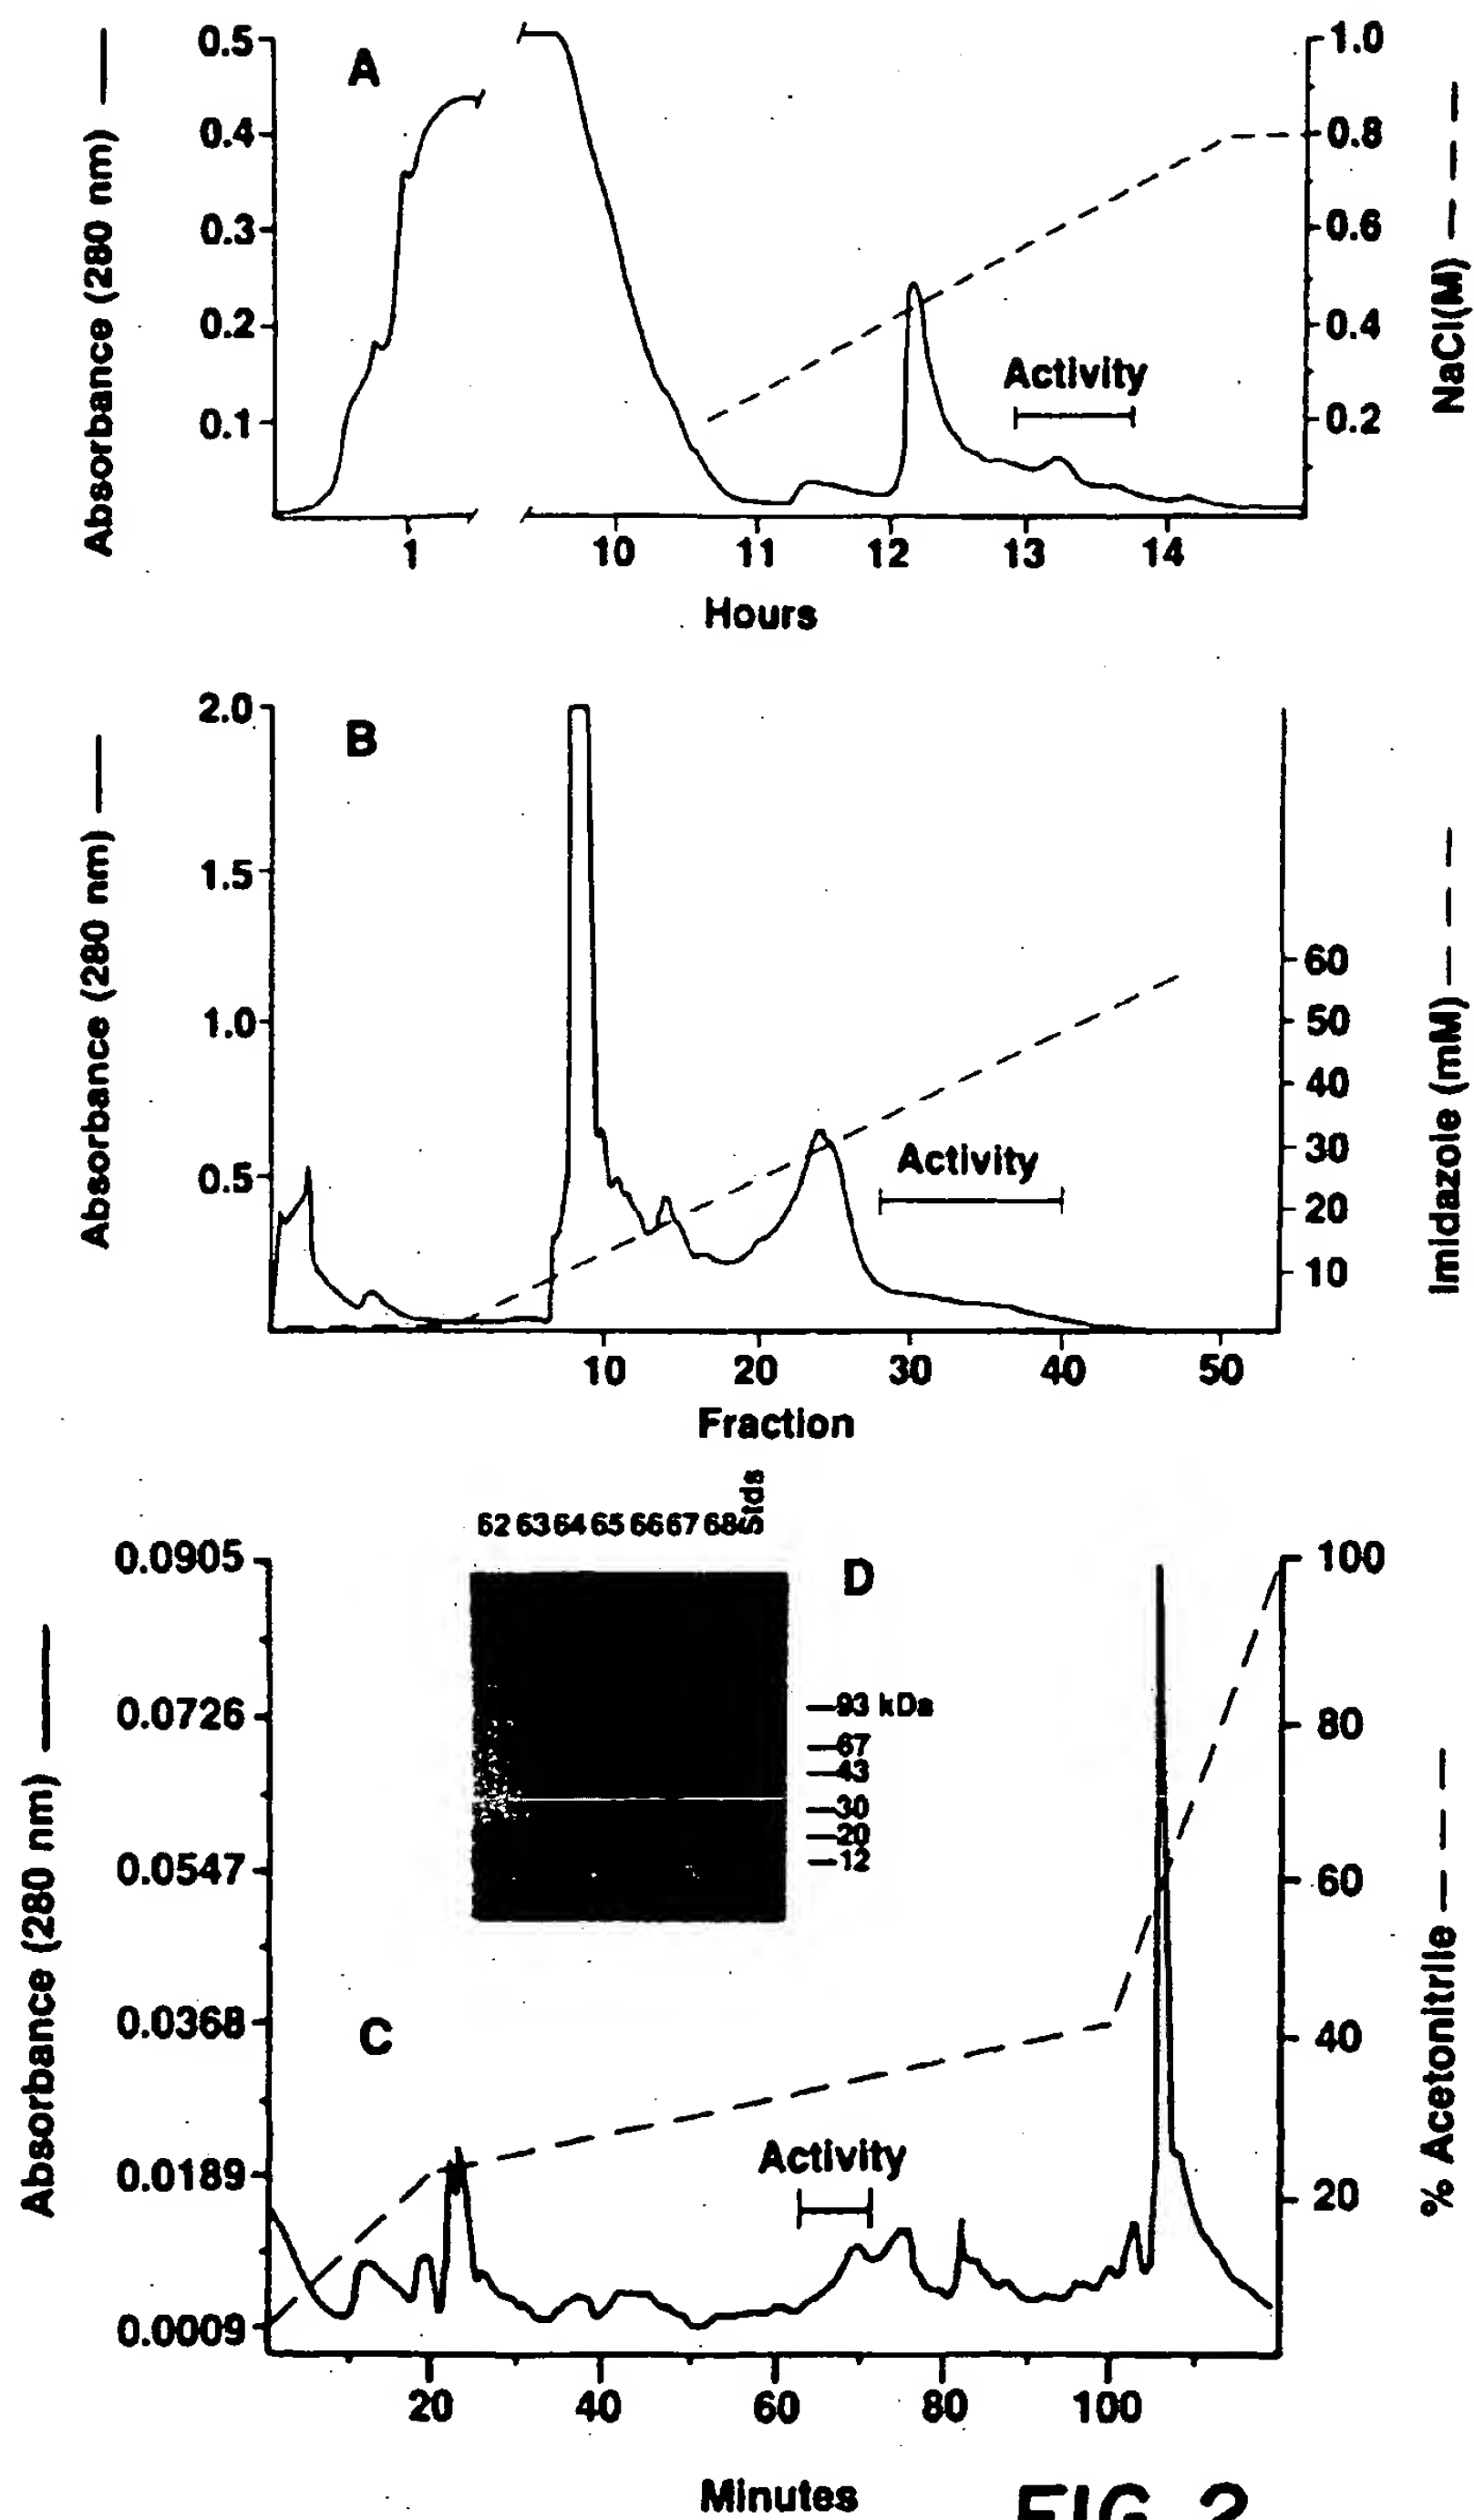 A
Absorbance (280 nm)
0.5
0.4
0.3
0.2
0.1
1.0
0.8
0.6
0.4
0.2
NaCl(M)
Activity
1 10 11 12 13 14
Hours
B
Absorbance (280 nm)
2.0
1.5
1.0
0.5
60
50
40
30
20
10
Imidazole (mM)
Activity
10 20 30 40 50
Fraction
62 63 64 65 66 67 68 Stds
D
93 kDa
67
43
30
20
12
C
Absorbance (280 nm)
0.0905
0.0726
0.0547
0.0368
0.0189
0.0009
100
80
60
40
20
% Acetonitrile
Activity
20 40 60 80 100
Minutes
FIG. 2